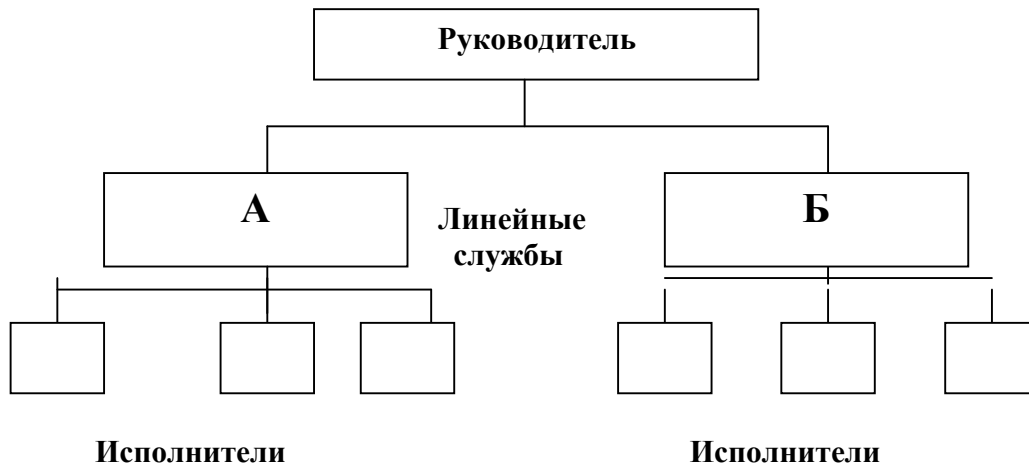 Руководитель
А
Линейные
службы
Б
Исполнители
Исполнители